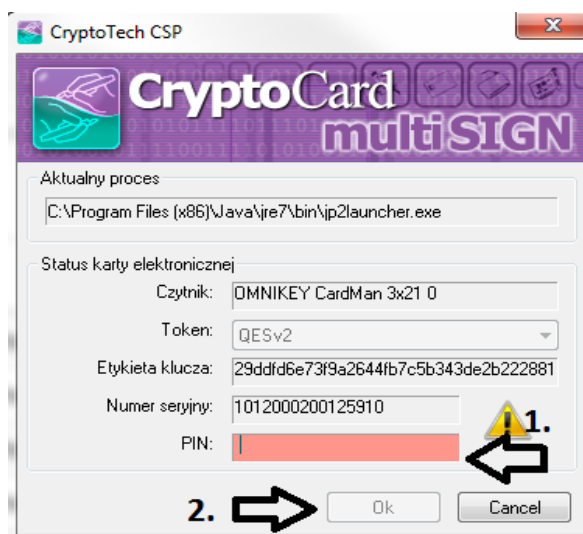 CryptoTech CSP
CryptoCard
multiSIGN
Aktualny proces
C:\Program Files (x86)\Java\jre7\bin\jp2launcher.exe
Status karty elektronicznej
Czytnik: OMNIKEY CardMan 3x21 0
Token: QESv2
Etykieta klucza: 29ddfd6e73f9a2644fb7c5b343de2b222881
Numer seryjny: 1012000200125910
1.
PIN:
2. Ok Cancel